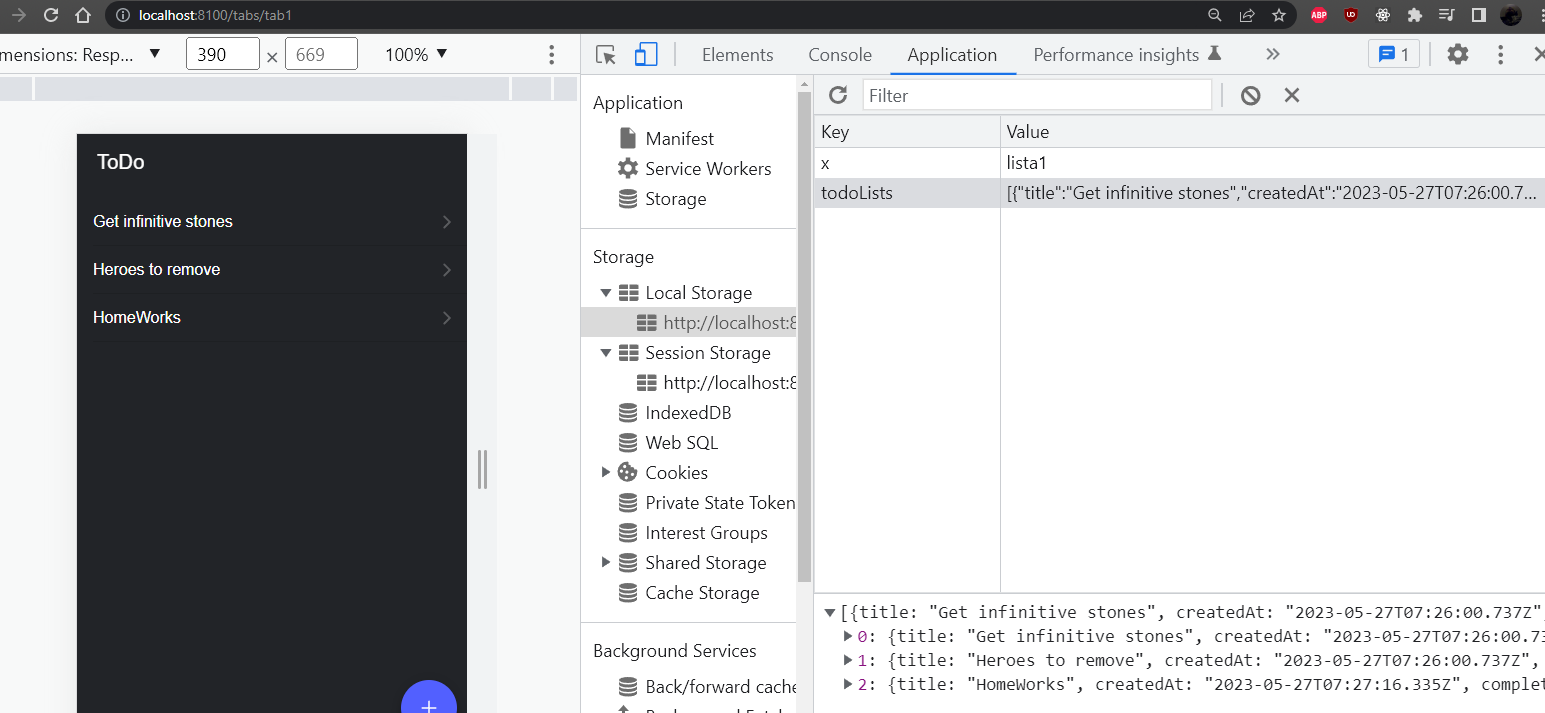 localhost:8100/tabs/tab1
ABP
UD
mensions: Resp... ▼ 390 × 669 100% ▼
Elements Console Application Performance insights 1
ToDo
Get infinitive stones
Heroes to remove
HomeWorks
+
Application
Manifest
Service Workers
Storage
Storage
Local Storage
http://localhost:8
Session Storage
http://localhost:8
IndexedDB
Web SQL
Cookies
Private State Token
Interest Groups
Shared Storage
Cache Storage
Background Services
Back/forward cache
Filter
Key Value
x lista1
todoLists [{"title":"Get infinitive stones","createdAt":"2023-05-27T07:26:00.7...
▼[{title: "Get infinitive stones", createdAt: "2023-05-27T07:26:00.737Z",
▶0: {title: "Get infinitive stones", createdAt: "2023-05-27T07:26:00.73
▶1: {title: "Heroes to remove", createdAt: "2023-05-27T07:26:00.737Z",
▶2: {title: "HomeWorks", createdAt: "2023-05-27T07:27:16.335Z", complet